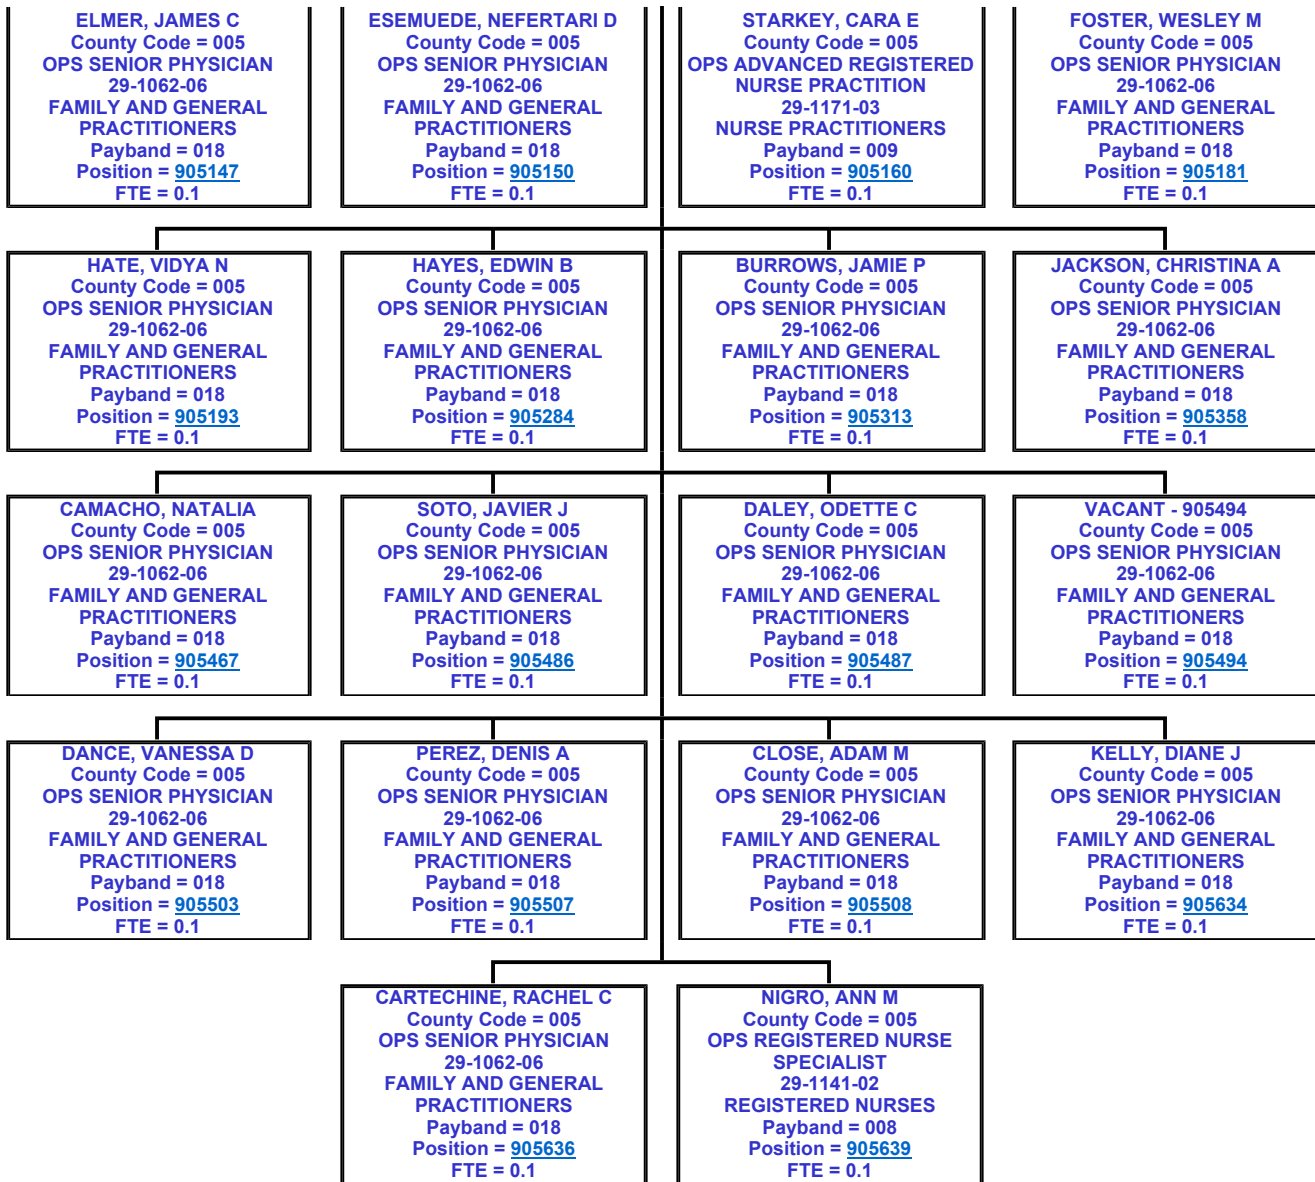 ELMER, JAMES C
County Code = 005
OPS SENIOR PHYSICIAN
29-1062-06
FAMILY AND GENERAL
PRACTITIONERS
Payband = 018
Position = 905147
FTE = 0.1
ESEMUEDE, NEFERTARI D
County Code = 005
OPS SENIOR PHYSICIAN
29-1062-06
FAMILY AND GENERAL
PRACTITIONERS
Payband = 018
Position = 905150
FTE = 0.1
STARKEY, CARA E
County Code = 005
OPS ADVANCED REGISTERED
NURSE PRACTITION
29-1171-03
NURSE PRACTITIONERS
Payband = 009
Position = 905160
FTE = 0.1
FOSTER, WESLEY M
County Code = 005
OPS SENIOR PHYSICIAN
29-1062-06
FAMILY AND GENERAL
PRACTITIONERS
Payband = 018
Position = 905181
FTE = 0.1
HATE, VIDYA N
County Code = 005
OPS SENIOR PHYSICIAN
29-1062-06
FAMILY AND GENERAL
PRACTITIONERS
Payband = 018
Position = 905193
FTE = 0.1
HAYES, EDWIN B
County Code = 005
OPS SENIOR PHYSICIAN
29-1062-06
FAMILY AND GENERAL
PRACTITIONERS
Payband = 018
Position = 905284
FTE = 0.1
BURROWS, JAMIE P
County Code = 005
OPS SENIOR PHYSICIAN
29-1062-06
FAMILY AND GENERAL
PRACTITIONERS
Payband = 018
Position = 905313
FTE = 0.1
JACKSON, CHRISTINA A
County Code = 005
OPS SENIOR PHYSICIAN
29-1062-06
FAMILY AND GENERAL
PRACTITIONERS
Payband = 018
Position = 905358
FTE = 0.1
CAMACHO, NATALIA
County Code = 005
OPS SENIOR PHYSICIAN
29-1062-06
FAMILY AND GENERAL
PRACTITIONERS
Payband = 018
Position = 905467
FTE = 0.1
SOTO, JAVIER J
County Code = 005
OPS SENIOR PHYSICIAN
29-1062-06
FAMILY AND GENERAL
PRACTITIONERS
Payband = 018
Position = 905486
FTE = 0.1
DALEY, ODETTE C
County Code = 005
OPS SENIOR PHYSICIAN
29-1062-06
FAMILY AND GENERAL
PRACTITIONERS
Payband = 018
Position = 905487
FTE = 0.1
VACANT - 905494
County Code = 005
OPS SENIOR PHYSICIAN
29-1062-06
FAMILY AND GENERAL
PRACTITIONERS
Payband = 018
Position = 905494
FTE = 0.1
DANCE, VANESSA D
County Code = 005
OPS SENIOR PHYSICIAN
29-1062-06
FAMILY AND GENERAL
PRACTITIONERS
Payband = 018
Position = 905503
FTE = 0.1
PEREZ, DENIS A
County Code = 005
OPS SENIOR PHYSICIAN
29-1062-06
FAMILY AND GENERAL
PRACTITIONERS
Payband = 018
Position = 905507
FTE = 0.1
CLOSE, ADAM M
County Code = 005
OPS SENIOR PHYSICIAN
29-1062-06
FAMILY AND GENERAL
PRACTITIONERS
Payband = 018
Position = 905508
FTE = 0.1
KELLY, DIANE J
County Code = 005
OPS SENIOR PHYSICIAN
29-1062-06
FAMILY AND GENERAL
PRACTITIONERS
Payband = 018
Position = 905634
FTE = 0.1
CARTECHINE, RACHEL C
County Code = 005
OPS SENIOR PHYSICIAN
29-1062-06
FAMILY AND GENERAL
PRACTITIONERS
Payband = 018
Position = 905636
FTE = 0.1
NIGRO, ANN M
County Code = 005
OPS REGISTERED NURSE
SPECIALIST
29-1141-02
REGISTERED NURSES
Payband = 008
Position = 905639
FTE = 0.1